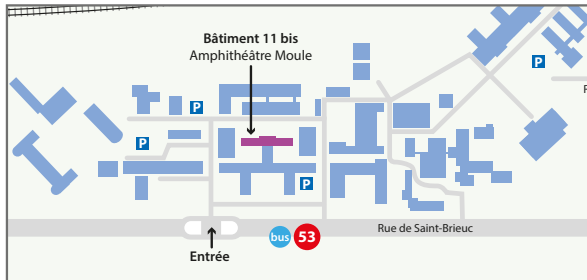 Bâtiment 11 bis
Amphithéâtre Moule
P
P
P
P
R
Rue de Saint-Brieuc
bus 53
Entrée